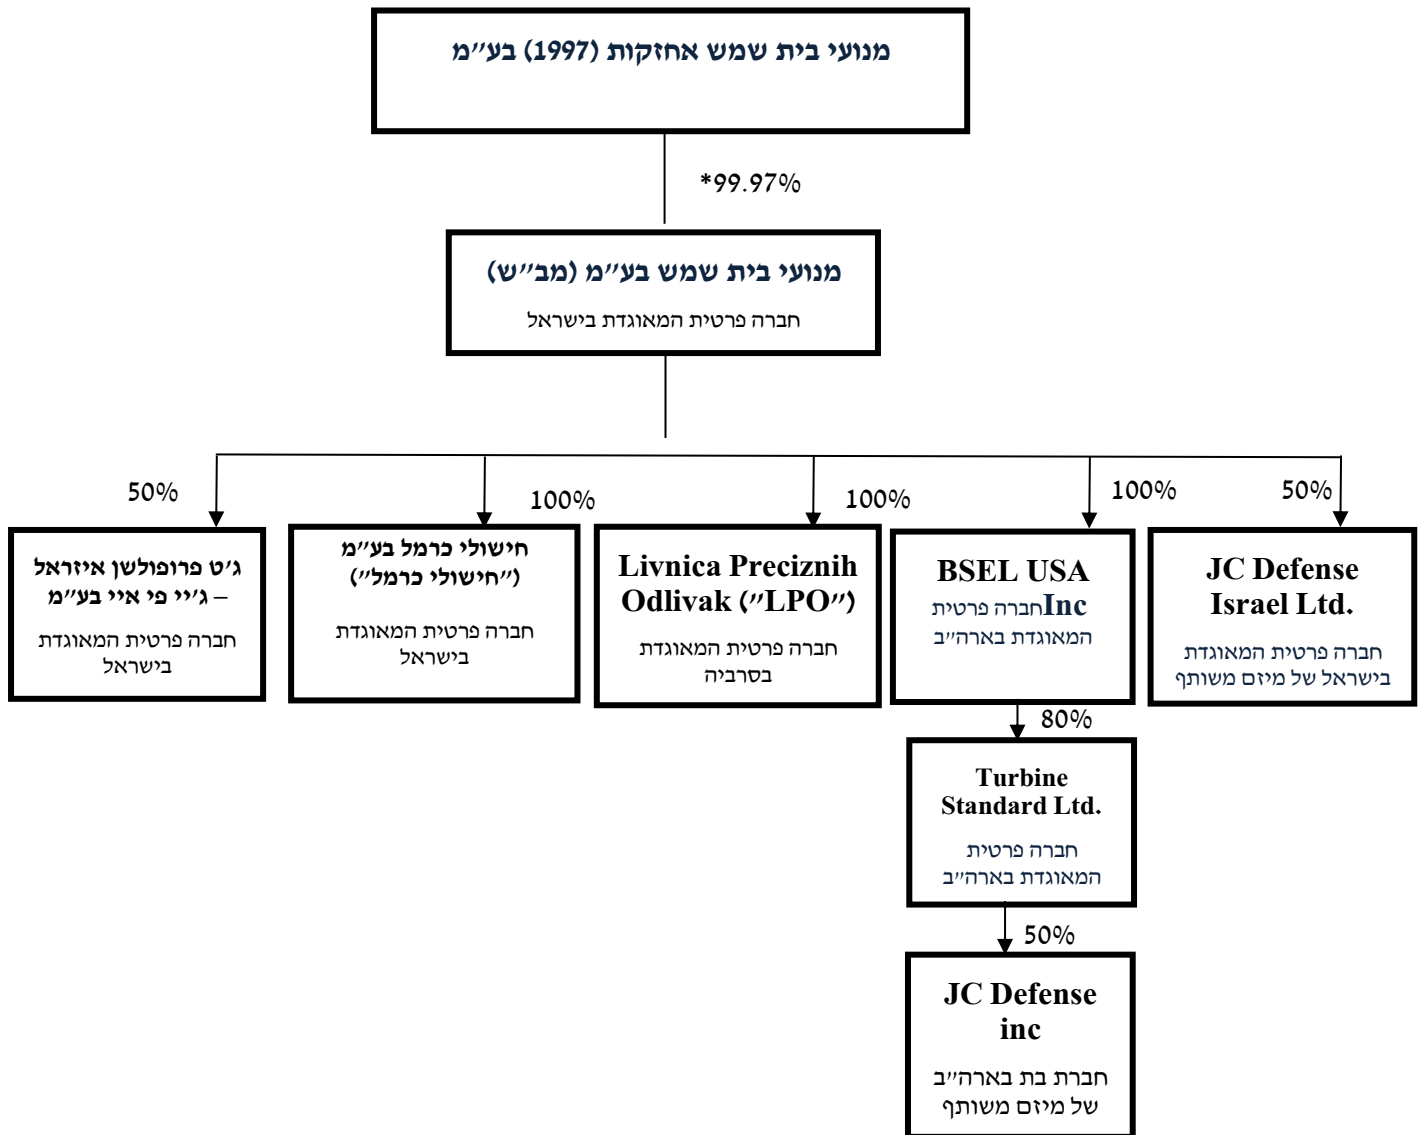 מנועי בית שמש אחזקות (1997) בע״מ
*99.97%
מנועי בית שמש בע״מ (מב״ש)
חברה פרטית המאוגדת בישראל
50%
100%
100%
100%
50%
ג׳ט פרופולשן איזראל
– ג׳יי פי איי בע״מ
חברה פרטית המאוגדת
בישראל
חישולי כרמל בע״מ
(״חישולי כרמל״)
חברה פרטית המאוגדת
בישראל
Livnica Preciznih
Odlivak (״LPO״)
חברה פרטית המאוגדת
בסרביה
BSEL USA
Incחברה פרטית
המאוגדת בארה״ב
JC Defense
Israel Ltd.
חברה פרטית המאוגדת
בישראל של מיזם משותף
80%
Turbine
Standard Ltd.
חברה פרטית
המאוגדת בארה״ב
50%
JC Defense
inc
חברת בת בארה״ב
של מיזם משותף